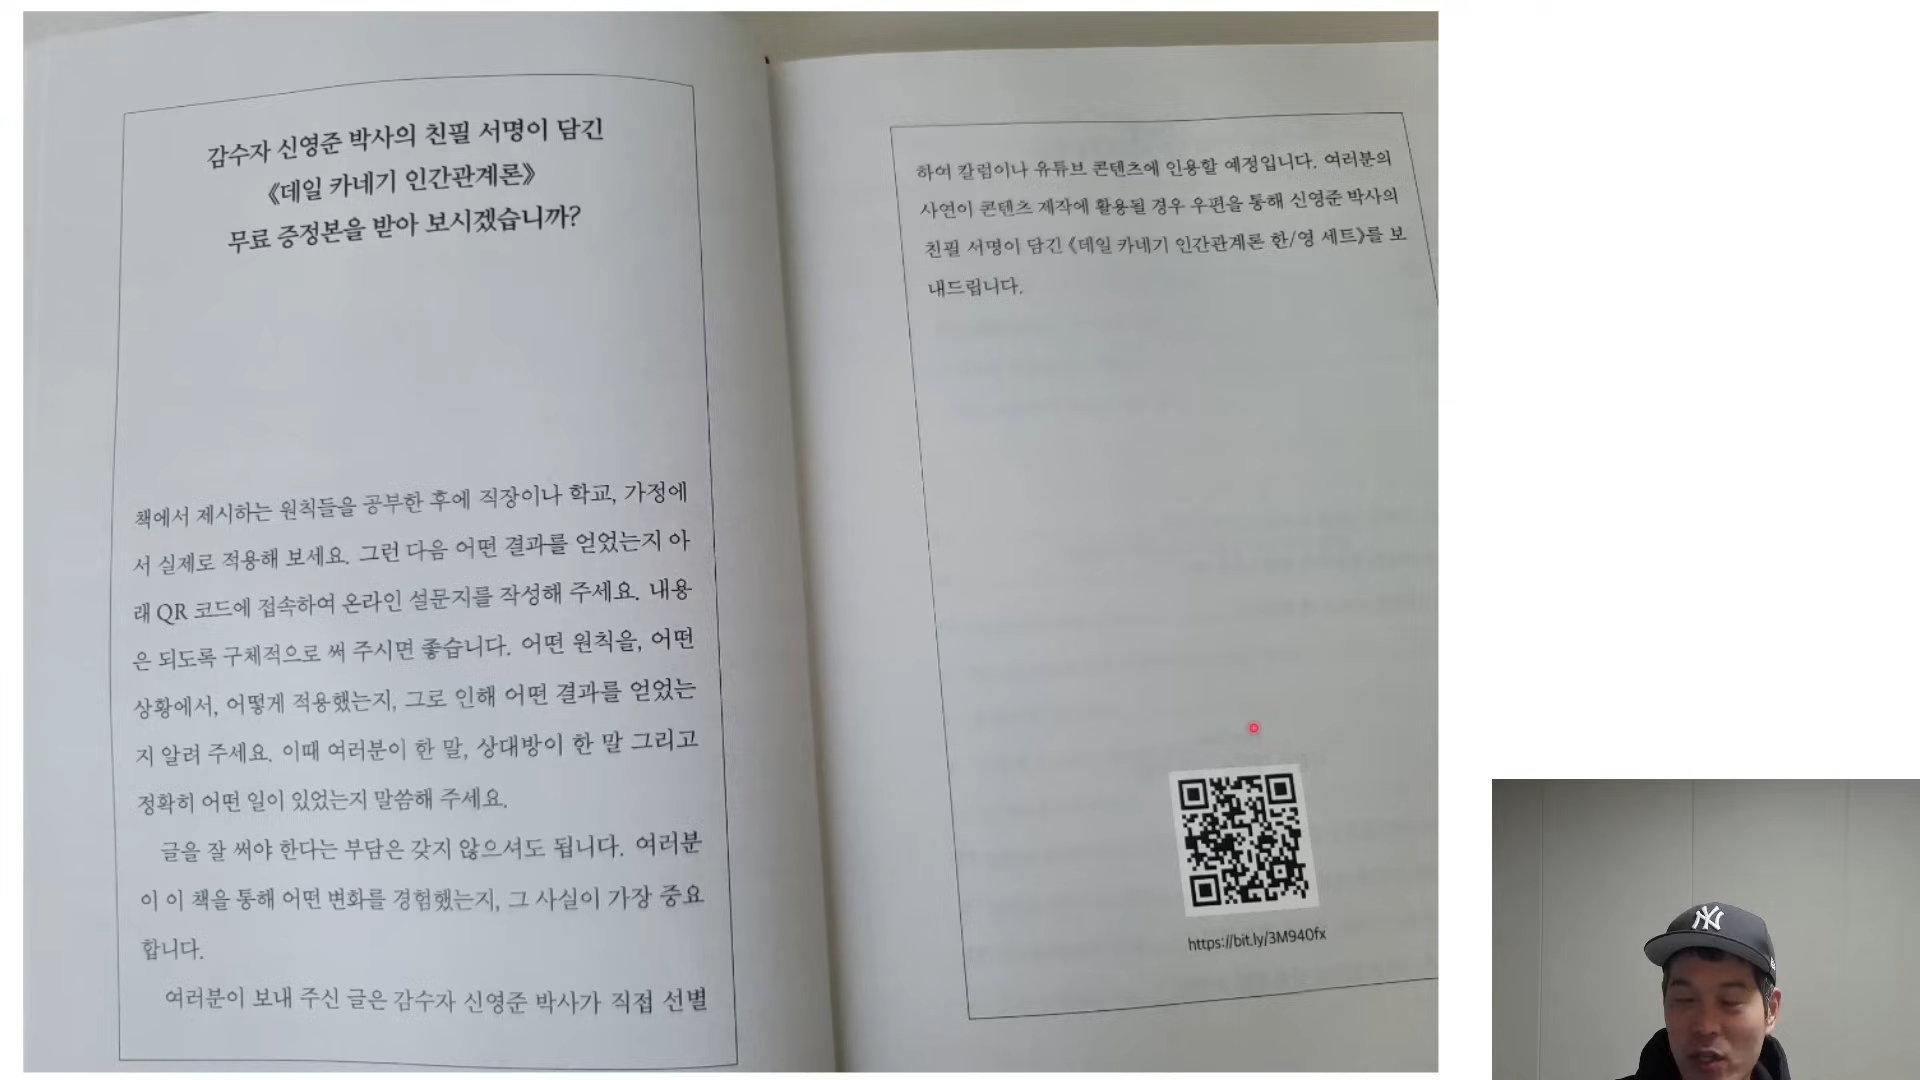 감수자 신영준 박사의 친필 서명이 담긴
《데일 카네기 인간관계론》
무료 증정본을 받아 보시겠습니까?
책에서 제시하는 원칙들을 공부한 후에 직장이나 학교, 가정에
서 실제로 적용해 보세요. 그런 다음 어떤 결과를 얻었는지 아
래 QR 코드에 접속하여 온라인 설문지를 작성해 주세요. 내용
은 되도록 구체적으로 써 주시면 좋습니다. 어떤 원칙을, 어떤
상황에서, 어떻게 적용했는지, 그로 인해 어떤 결과를 얻었는
지 알려 주세요. 이때 여러분이 한 말, 상대방이 한 말 그리고
정확히 어떤 일이 있었는지 말씀해 주세요.
글을 잘 써야 한다는 부담은 갖지 않으셔도 됩니다. 여러분
이 이 책을 통해 어떤 변화를 경험했는지, 그 사실이 가장 중요
합니다.
여러분이 보내 주신 글은 감수자 신영준 박사가 직접 선별
하여 칼럼이나 유튜브 콘텐츠에 인용할 예정입니다. 여러분의
사연이 콘텐츠 제작에 활용될 경우 우편을 통해 신영준 박사의
친필 서명이 담긴 《데일 카네기 인간관계론 한/영 세트》를 보
내드립니다.
https://bit.ly/3M940fx
NY